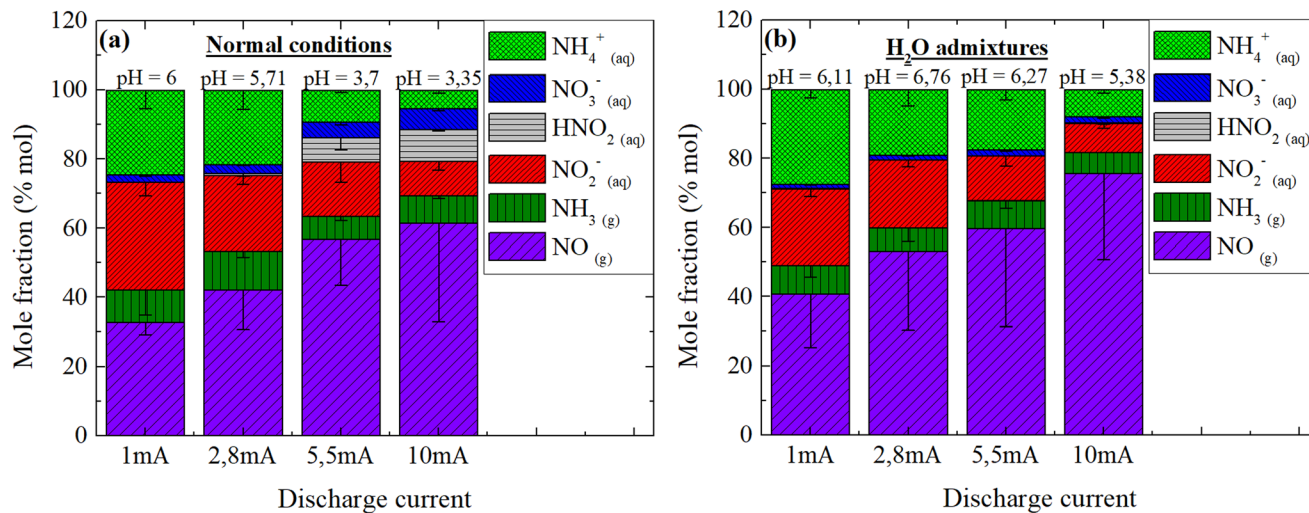 (a) Normal conditions
pH = 6 pH = 5,71 pH = 3,7 pH = 3,35
NH4+ (aq)
NO3- (aq)
HNO2 (aq)
NO2- (aq)
NH3 (g)
NO (g)
Mole fraction (% mol)
120
100
80
60
40
20
0
1mA 2,8mA 5,5mA 10mA
Discharge current
(b) H2O admixtures
pH = 6,11 pH = 6,76 pH = 6,27 pH = 5,38
NH4+ (aq)
NO3- (aq)
HNO2 (aq)
NO2- (aq)
NH3 (g)
NO (g)
Mole fraction (% mol)
120
100
80
60
40
20
0
1mA 2,8mA 5,5mA 10mA
Discharge current